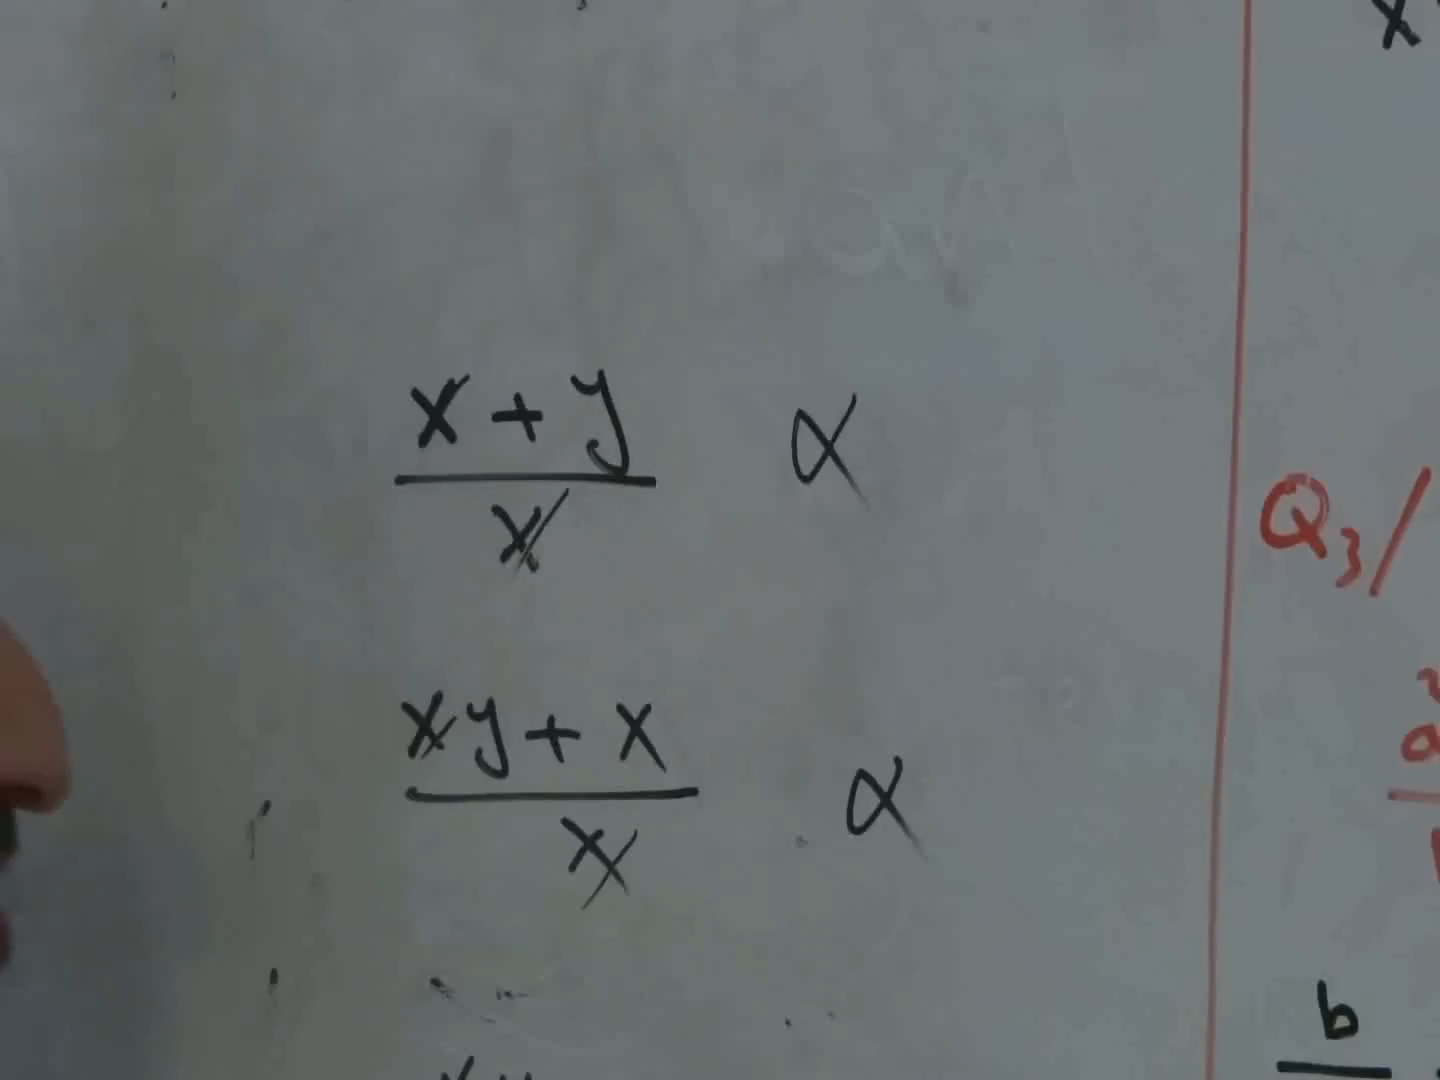 x
x + y α
x
Q3/
xy + x α
x
a
b